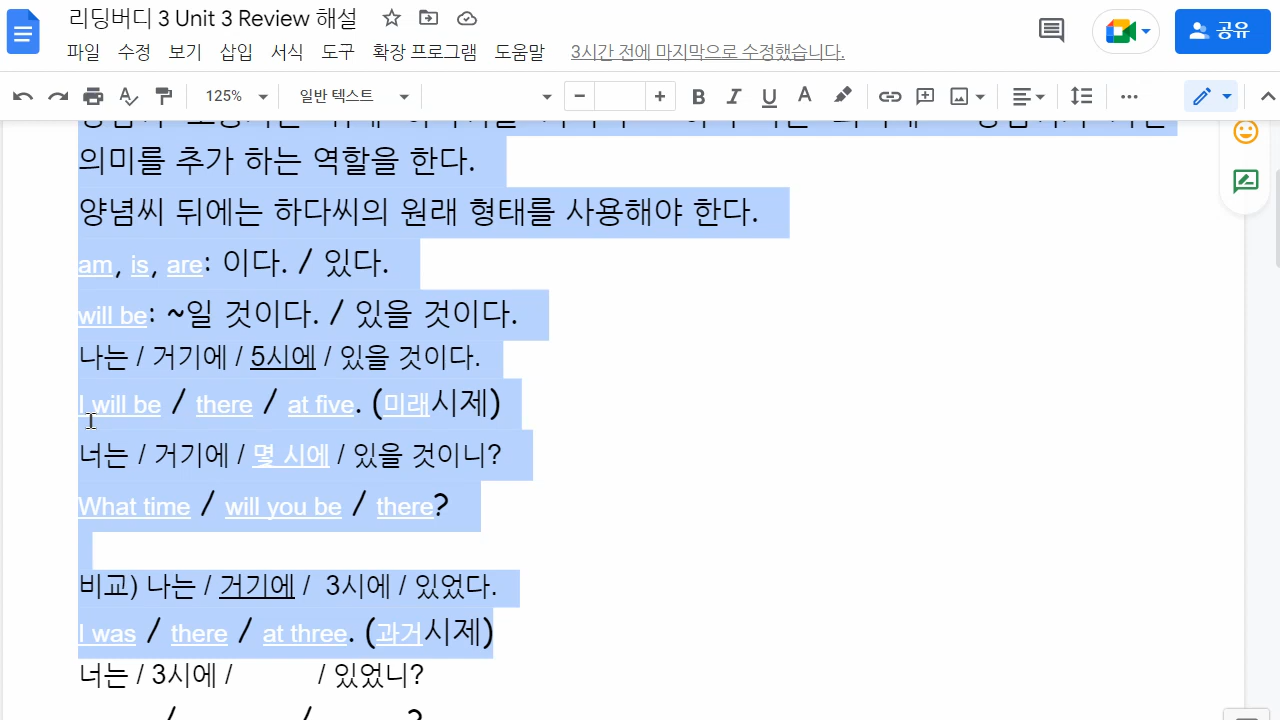 리딩버디 3 Unit 3 Review 해설
파일 수정 보기 삽입 서식 도구 확장 프로그램 도움말 3시간 전에 마지막으로 수정했습니다.
공유
125% 일반 텍스트
의미를 추가 하는 역할을 한다.
양념씨 뒤에는 하다씨의 원래 형태를 사용해야 한다.
am, is, are: 이다. / 있다.
will be: ~일 것이다. / 있을 것이다.
나는 / 거기에 / 5시에 / 있을 것이다.
I will be / there / at five. (미래시제)
너는 / 거기에 / 몇 시에 / 있을 것이니?
What time / will you be / there?
비교) 나는 / 거기에 / 3시에 / 있었다.
I was / there / at three. (과거시제)
너는 / 3시에 / / 있었니?
/ / ?